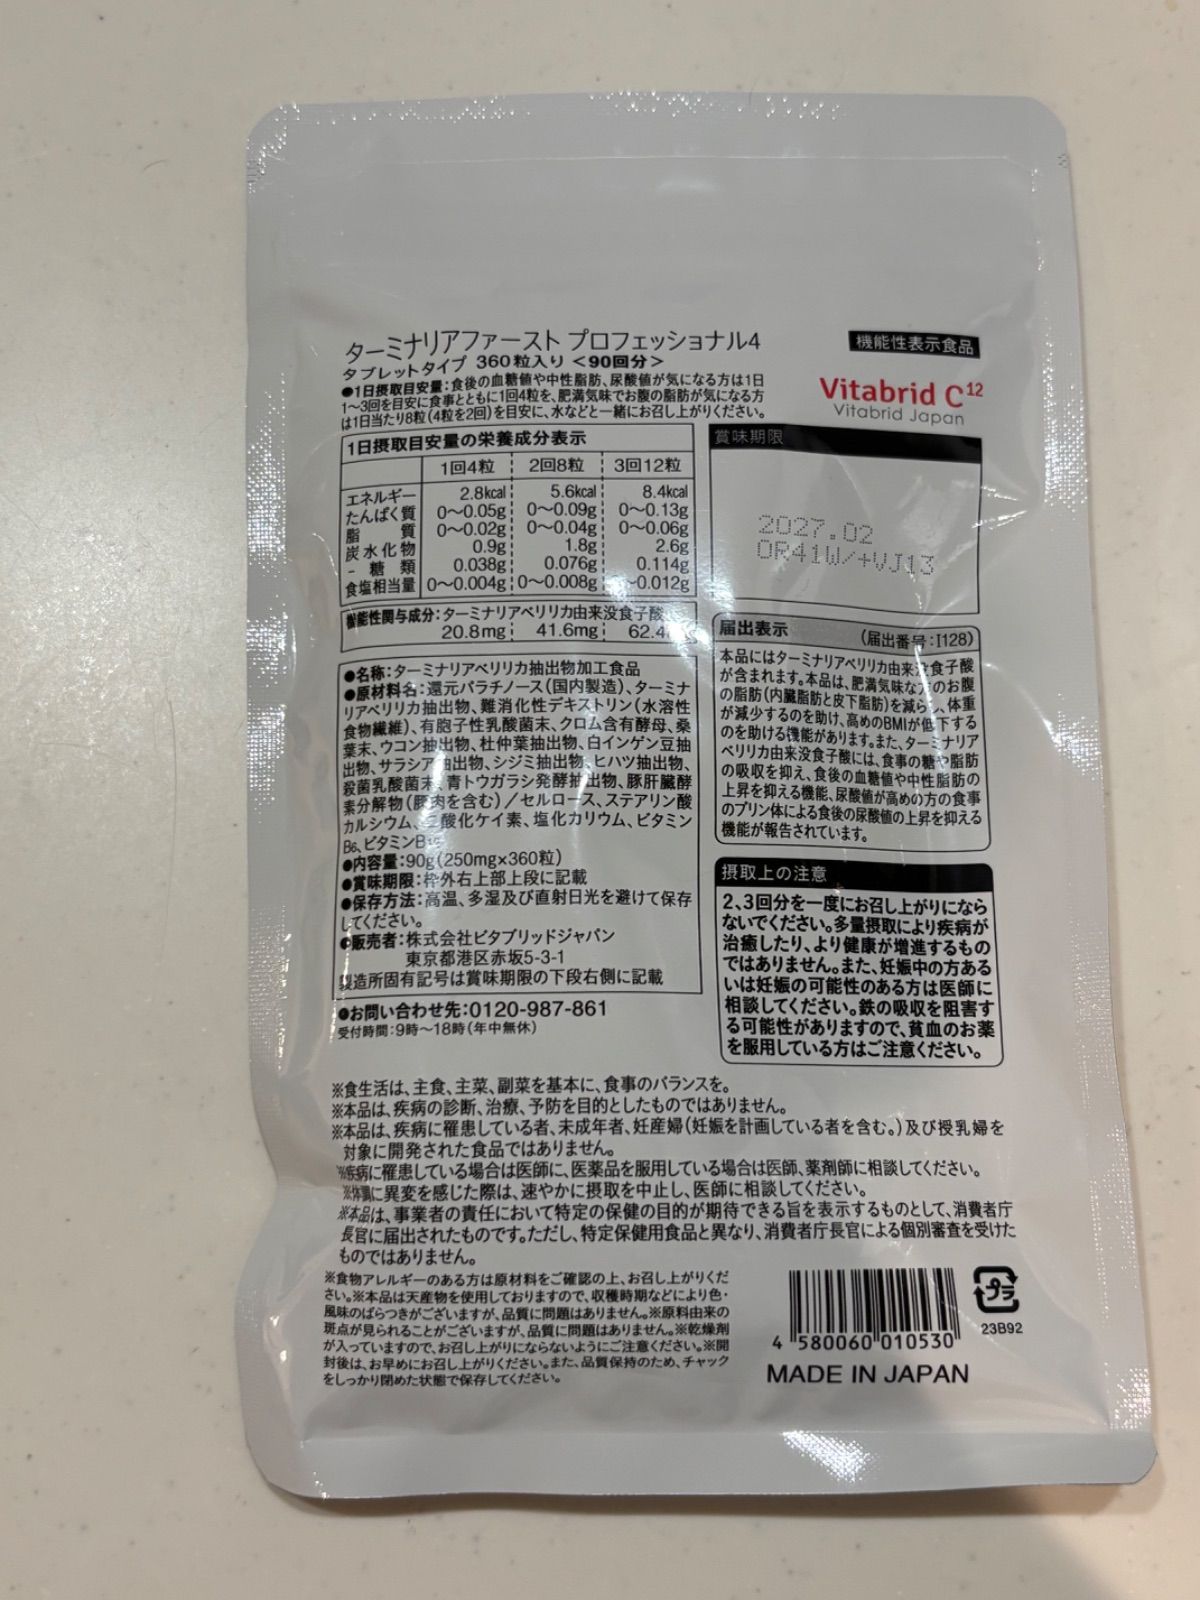 ターミナリアファースト プロフェッショナル4
タブレットタイプ 360粒入り <90回分>
●1日摂取目安量:食後の血糖値や中性脂肪、尿酸値が気になる方は1日
1〜3回を目安に食事とともに1回4粒を、肥満気味でお腹の脂肪が気になる方
は1日当たり8粒(4粒を2回)を目安に、水などと一緒にお召し上がりください。
機能性表示食品
Vitabrid C12
Vitabrid Japan
1日摂取目安量の栄養成分表示
1回4粒 2回8粒 3回12粒
エネルギー 2.8kcal 5.6kcal 8.4kcal
たんぱく質 0〜0.05g 0〜0.09g 0〜0.13g
脂質 0〜0.02g 0〜0.04g 0〜0.06g
炭水化物 0.9g 1.8g 2.6g
- 糖類 0.038g 0.076g 0.114g
食塩相当量 0〜0.004g 0〜0.008g 0〜0.012g
機能性関与成分:ターミナリアベリリカ由来没食子酸
20.8mg 41.6mg
賞味期限
2027.02
OR41W/+VJ13
●名称:ターミナリアベリリカ抽出物加工食品
●原材料名:還元パラチノース(国内製造)、ターミナ
リアベリリカ抽出物、難消化性デキストリン(水溶性
食物繊維)、有胞子性乳酸菌末、クロム含有酵母、桑
葉末、ウコン抽出物、杜仲葉抽出物、白インゲン豆抽
出物、サラシア抽出物、シジミ抽出物、ヒハツ抽出物、
殺菌乳酸菌末、青トウガラシ発酵抽出物、豚肝臓酵
素分解物(豚肉を含む)/セルロース、ステアリン酸
カルシウム、二酸化ケイ素、塩化カリウム、ビタミン
B6、ビタミンB12
●内容量:90g(250mg×360粒)
●賞味期限:枠外右上部上段に記載
●保存方法:高温、多湿及び直射日光を避けて保存
してください。
●販売者:株式会社ビタブリッドジャパン
東京都港区赤坂5-3-1
製造所固有記号は賞味期限の下段右側に記載
●お問い合わせ先:0120-987-861
受付時間:9時〜18時(年中無休)
届出表示 (届出番号:I128)
本品にはターミナリアベリリカ由来没食子酸
が含まれます。本品は、肥満気味な方のお腹
の脂肪(内臓脂肪と皮下脂肪)を減らし、体重
が減少するのを助け、高めのBMIが低下する
のを助ける機能があります。また、ターミナリア
ベリリカ由来没食子酸には、食事の糖や脂肪
の吸収を抑え、食後の血糖値や中性脂肪の
上昇を抑える機能、尿酸値が高めの方の食事
のプリン体による食後の尿酸値の上昇を抑える
機能が報告されています。
摂取上の注意
2、3回分を一度にお召し上がりになら
ないでください。多量摂取により疾病が
治癒したり、より健康が増進するもの
ではありません。また、妊娠中の方ある
いは妊娠の可能性のある方は医師に
相談してください。鉄の吸収を阻害す
る可能性がありますので、貧血のお薬
を服用している方はご注意ください。
※食生活は、主食、主菜、副菜を基本に、食事のバランスを。
※本品は、疾病の診断、治療、予防を目的としたものではありません。
※本品は、疾病に罹患している者、未成年者、妊産婦(妊娠を計画している者を含む。)及び授乳婦を
対象に開発された食品ではありません。
※疾病に罹患している場合は医師に、医薬品を服用している場合は医師、薬剤師に相談してください。
※体調に異変を感じた際は、速やかに摂取を中止し、医師に相談してください。
※本品は、事業者の責任において特定の保健の目的が期待できる旨を表示するものとして、消費者庁
長官に届出されたものです。ただし、特定保健用食品と異なり、消費者庁長官による個別審査を受けた
ものではありません。
※食物アレルギーのある方は原材料をご確認の上、お召し上がりくだ
さい。※本品は天産物を使用しておりますので、収穫時期などにより色・
風味のばらつきがございますが、品質に問題はありません。※原料由来の
斑点が見られることがございますが、品質に問題はありません。※乾燥剤
が入っていますので、お召し上がりにならないようにご注意ください。※開
封後は、お早めにお召し上がりください。また、品質保持のため、チャック
をしっかり閉めた状態で保存してください。
4 580060 010530
プラ
23B92
MADE IN JAPAN